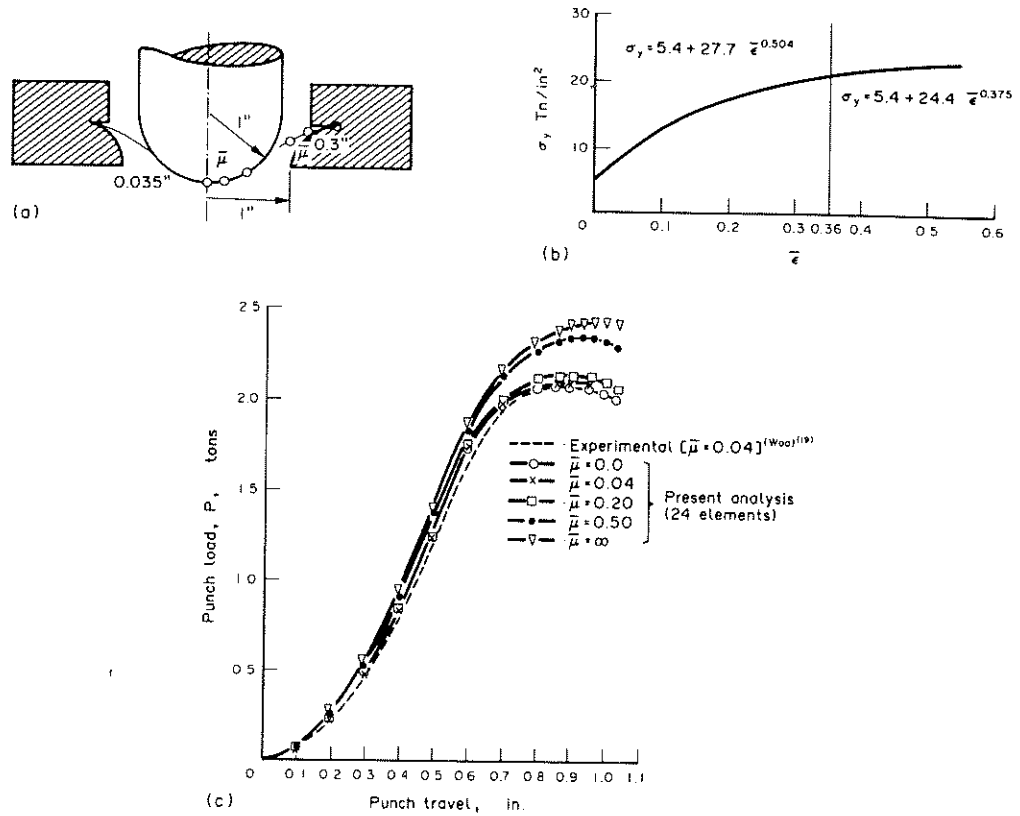 1"
μ̄
μ̄ 0.3"
0.035"
1"
(a)
σy Tn/in²
30
20
10
0
σy = 5.4 + 27.7 ε̄^0.504
σy = 5.4 + 24.4 ε̄^0.375
0.1 0.2 0.3 0.36 0.4 0.5 0.6
ε̄
(b)
Punch load, P, tons
2 5
2.0
1.5
1 0
0 5
0 0 1 0 2 0 3 0 4 0.5 0 6 0 7 0 8 0.9 1.0 1.1
Punch travel, in.
(c)
Experimental [μ̄ = 0.04] (Woo)(19)
μ̄ = 0.0
μ̄ = 0.04
μ̄ = 0.20
μ̄ = 0.50
μ̄ = ∞
Present analysis
(24 elements)